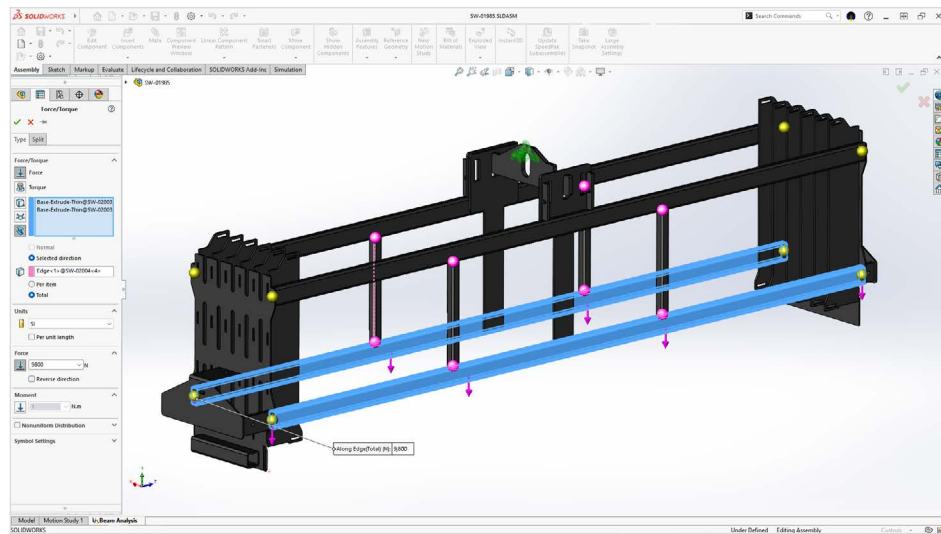 SOLIDWORKS
SW-01985.SLDASM
Search Commands
Edit Component
Insert Components
Mate
Component Preview Window
Linear Component Pattern
Smart Fasteners
Move Component
Show Hidden Components
Assembly Features
Reference Geometry
New Motion Study
Bill of Materials
Exploded View
Instant3D
Update SpeedPak Subassemblies
Take Snapshot
Large Assembly Settings
Assembly
Sketch
Markup
Evaluate
Lifecycle and Collaboration
SOLIDWORKS Add-Ins
Simulation
SW-01985
Force/Torque
Type
Split
Force/Torque
Force
Torque
Base-Extrude-Thin@SW-02003
Base-Extrude-Thin@SW-02003
Normal
Selected direction
Edge<1>@SW-02004<4>
Per item
Total
Units
SI
Per unit length
Force
9800
N
Reverse direction
Moment
1
N.m
Nonuniform Distribution
Symbol Settings
Along Edge(Total) (N): 9,800
Model
Motion Study 1
Beam Analysis
SOLIDWORKS
Under Defined
Editing Assembly
Custom